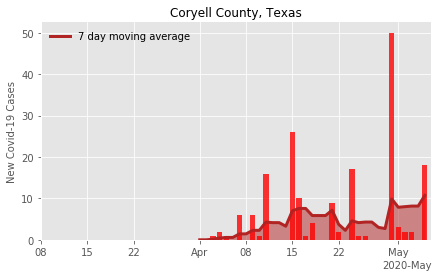 Coryell County, Texas
7 day moving average
New Covid-19 Cases
50
40
30
20
10
0
08 15 22 Apr 08 15 22 May
2020-May